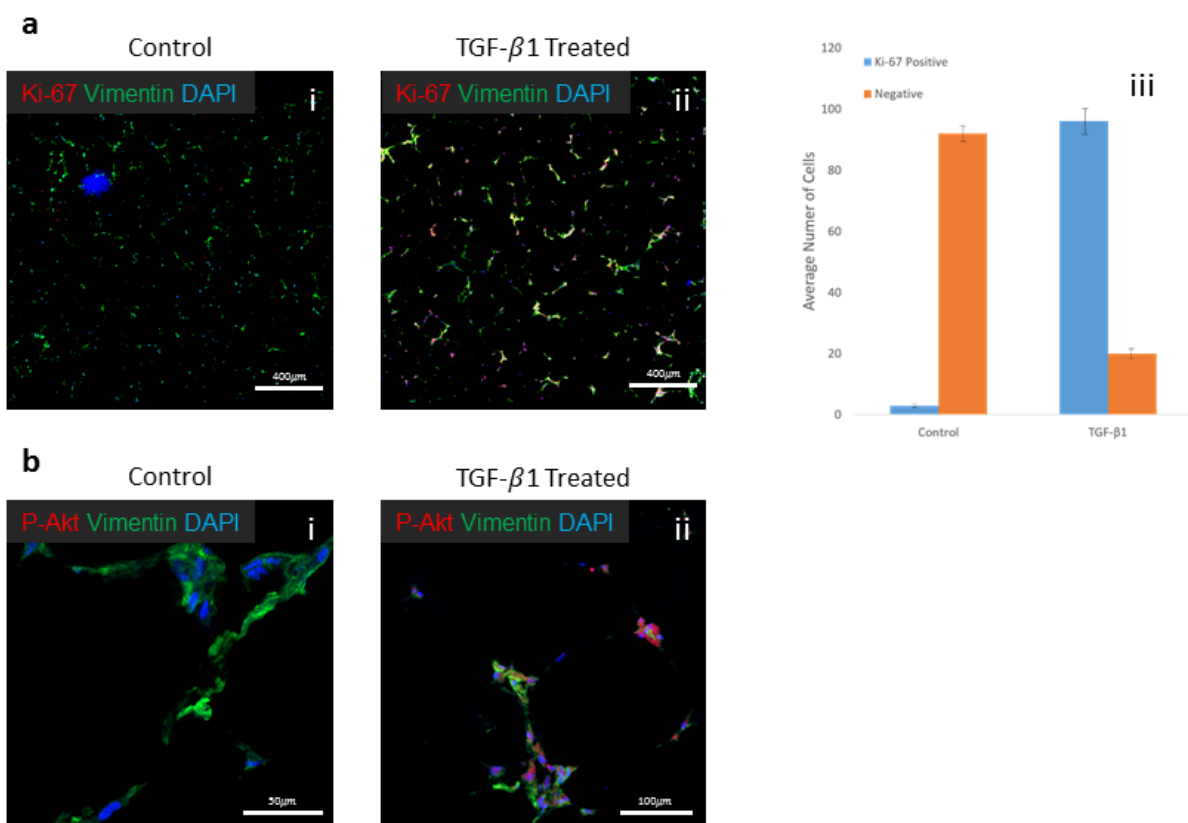 a
Control
Ki-67 Vimentin DAPI
i
400μm
TGF-β1 Treated
Ki-67 Vimentin DAPI
ii
400μm
iii
Ki-67 Positive
Negative
Average Numer of Cells
120
100
80
60
40
20
0
Control
TGF-β1
b
Control
P-Akt Vimentin DAPI
i
50μm
TGF-β1 Treated
P-Akt Vimentin DAPI
ii
100μm